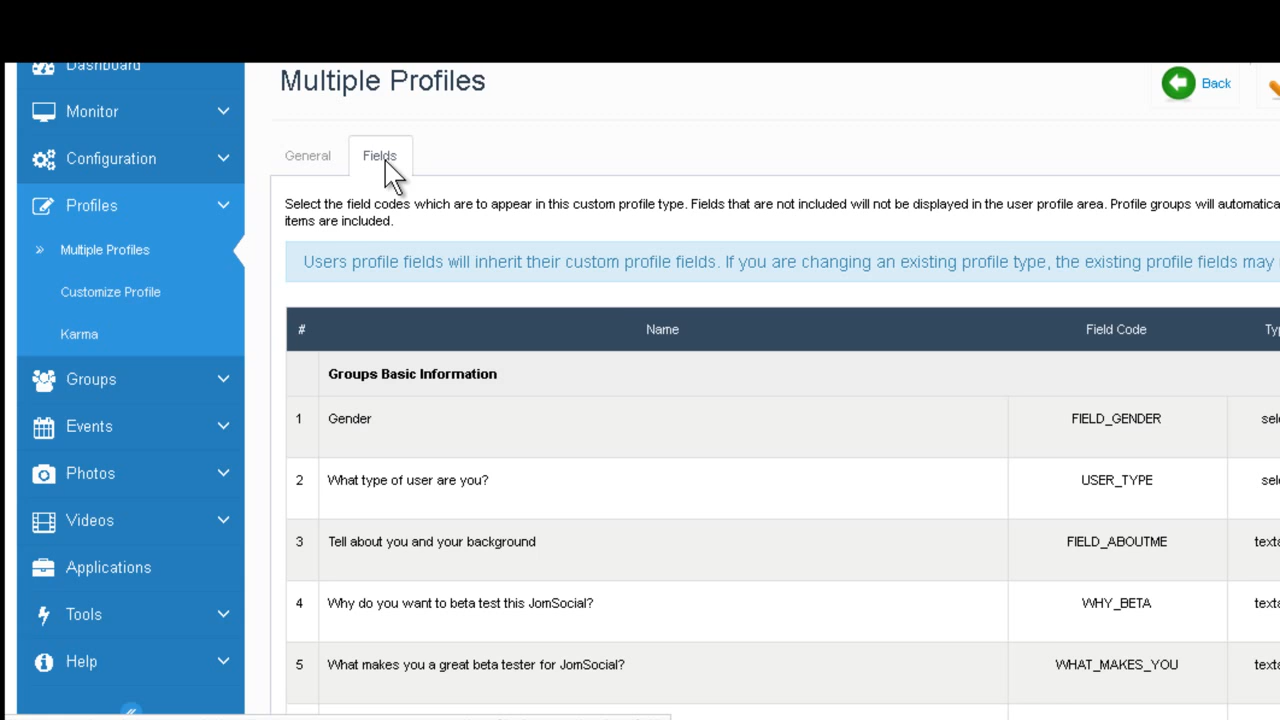 Dashboard
Multiple Profiles
Back
Monitor
Configuration
General
Fields
Profiles
Select the field codes which are to appear in this custom profile type. Fields that are not included will not be displayed in the user profile area. Profile groups will
items are included.
Multiple Profiles
Users profile fields will inherit their custom profile fields. If you are changing an existing profile type, the existing profile fields may
Customize Profile
Karma
# Name Field Code
Groups
Groups Basic Information
Events
1 Gender FIELD_GENDER
Photos
2 What type of user are you? USER_TYPE
Videos
3 Tell about you and your background FIELD_ABOUTME
Applications
4 Why do you want to beta test this JomSocial? WHY_BETA
Tools
Help
5 What makes you a great beta tester for JomSocial? WHAT_MAKES_YOU